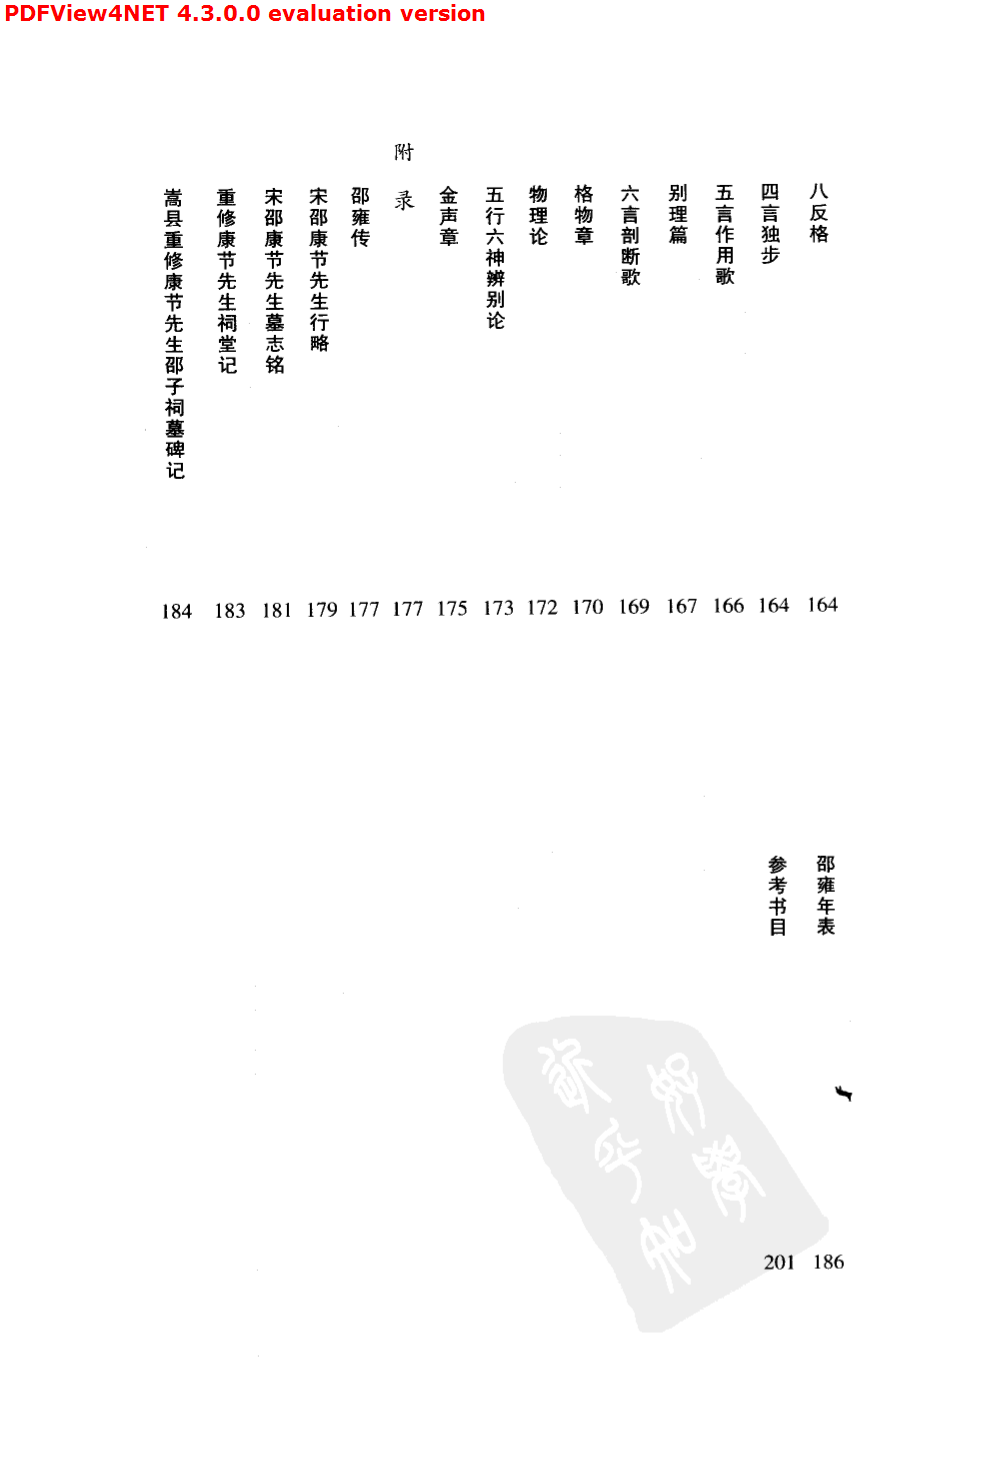 PDFView4NET 4.3.0.0 evaluation version
八反格 164
四言独步 164
五言作用歌 166
别理篇 167
六言剖断歌 169
格物章 170
物理论 172
五行六神辨别论 173
金声章 175
附录 177
邵雍传 177
宋邵康节先生行略 179
宋邵康节先生墓志铭 181
重修康节先生祠堂记 183
嵩县重修康节先生邵子祠墓碑记 184
邵雍年表 186
参考书目 201